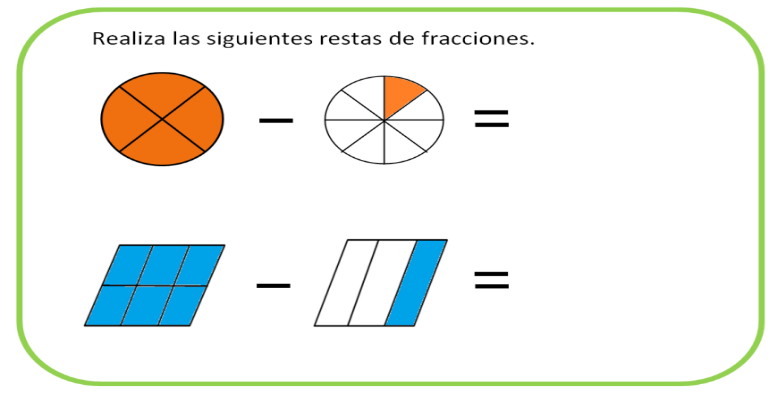 Realiza las siguientes restas de fracciones.
− =
− =